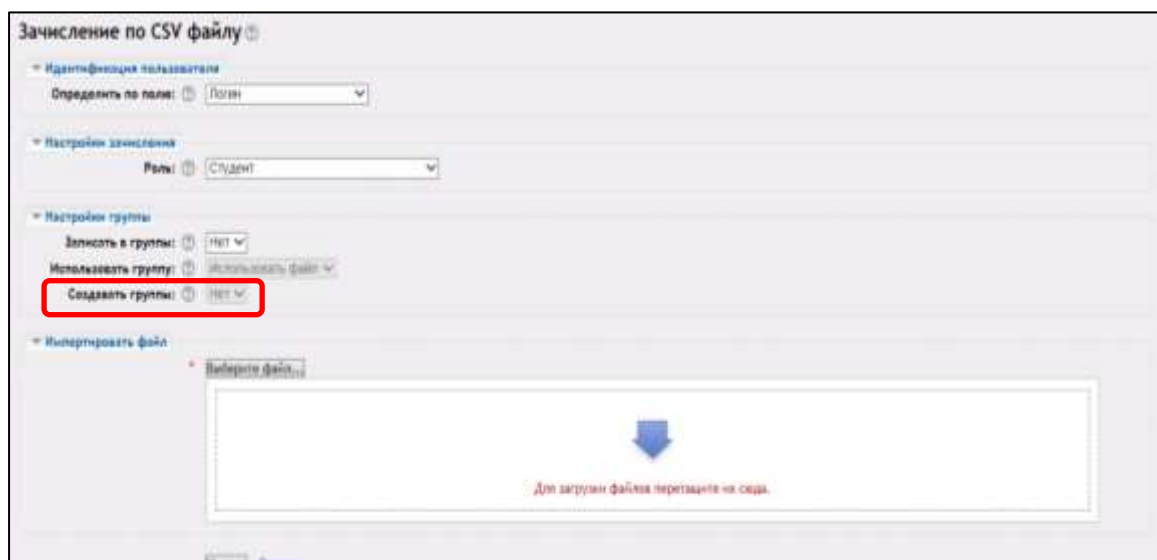 Зачисление по CSV файлу
Идентификация пользователя
Определить по полю: Логин
Настройки зачисления
Роль: Студент
Настройки группы
Записать в группы: Нет
Использовать группу: Использовать файл
Создавать группы: Нет
Импортировать файл
* Выберите файл...
Для загрузки файлов перетащите их сюда.